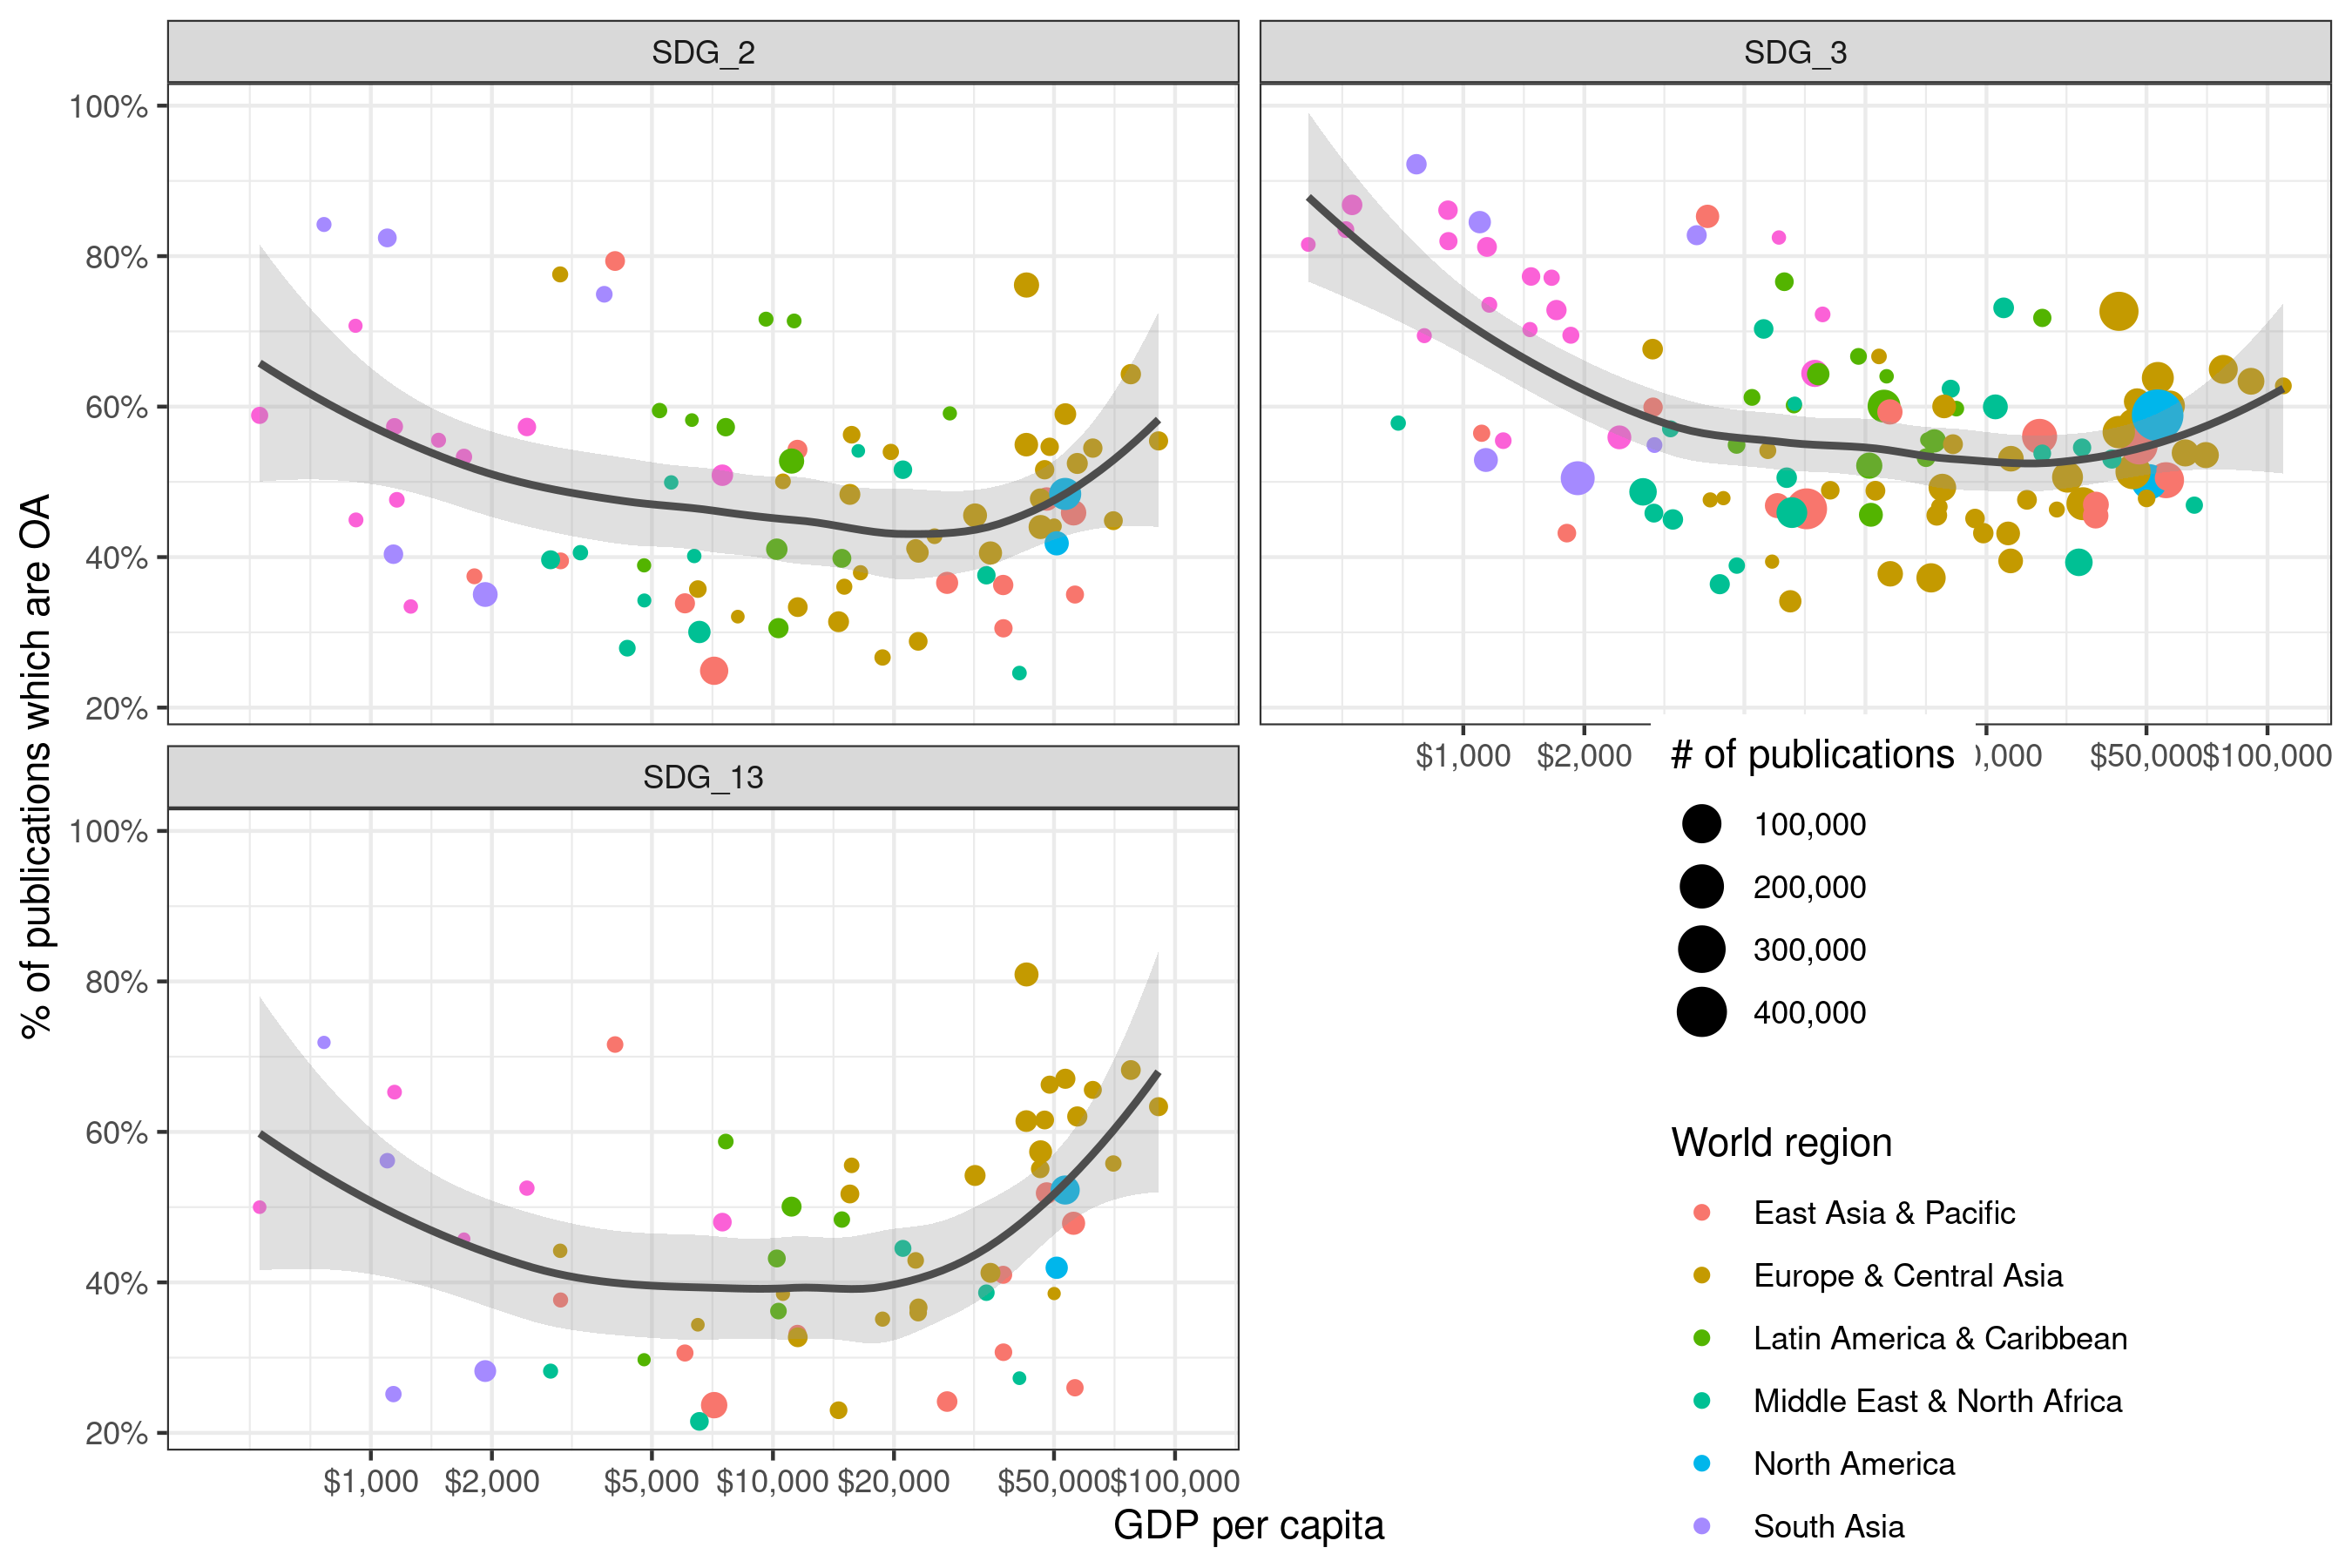 SDG_2
SDG_3
100%
80%
60%
40%
20%
% of publications which are OA
$1,000 $2,000 $50,000 $100,000
SDG_13
100%
80%
60%
40%
20%
$1,000 $2,000 $5,000 $10,000 $20,000 $50,000 $100,000
GDP per capita
# of publications
100,000
200,000
300,000
400,000
World region
East Asia & Pacific
Europe & Central Asia
Latin America & Caribbean
Middle East & North Africa
North America
South Asia